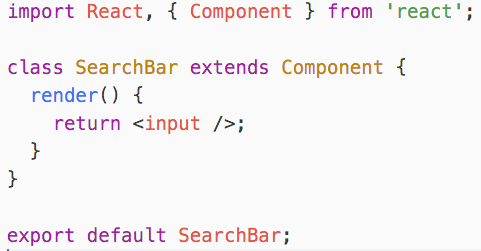 import React, { Component } from 'react';
class SearchBar extends Component {
render() {
return <input />;
}
}
export default SearchBar;